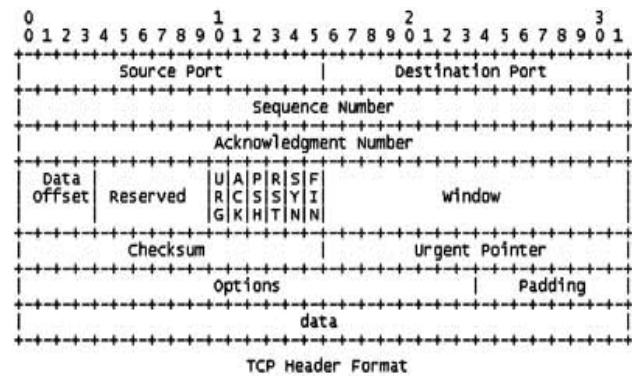 0                   1                   2                   3
0 1 2 3 4 5 6 7 8 9 0 1 2 3 4 5 6 7 8 9 0 1 2 3 4 5 6 7 8 9 0 1
+-+-+-+-+-+-+-+-+-+-+-+-+-+-+-+-+-+-+-+-+-+-+-+-+-+-+-+-+-+-+-+-+
| Source Port | Destination Port |
+-+-+-+-+-+-+-+-+-+-+-+-+-+-+-+-+-+-+-+-+-+-+-+-+-+-+-+-+-+-+-+-+
| Sequence Number |
+-+-+-+-+-+-+-+-+-+-+-+-+-+-+-+-+-+-+-+-+-+-+-+-+-+-+-+-+-+-+-+-+
| Acknowledgment Number |
+-+-+-+-+-+-+-+-+-+-+-+-+-+-+-+-+-+-+-+-+-+-+-+-+-+-+-+-+-+-+-+-+
| Data | |U|A|P|R|S|F| |
| Offset| Reserved |R|C|S|S|Y|I| Window |
| | |G|K|H|T|N|N| |
+-+-+-+-+-+-+-+-+-+-+-+-+-+-+-+-+-+-+-+-+-+-+-+-+-+-+-+-+-+-+-+-+
| Checksum | Urgent Pointer |
+-+-+-+-+-+-+-+-+-+-+-+-+-+-+-+-+-+-+-+-+-+-+-+-+-+-+-+-+-+-+-+-+
| Options | Padding |
+-+-+-+-+-+-+-+-+-+-+-+-+-+-+-+-+-+-+-+-+-+-+-+-+-+-+-+-+-+-+-+-+
| data |
+-+-+-+-+-+-+-+-+-+-+-+-+-+-+-+-+-+-+-+-+-+-+-+-+-+-+-+-+-+-+-+-+
TCP Header Format